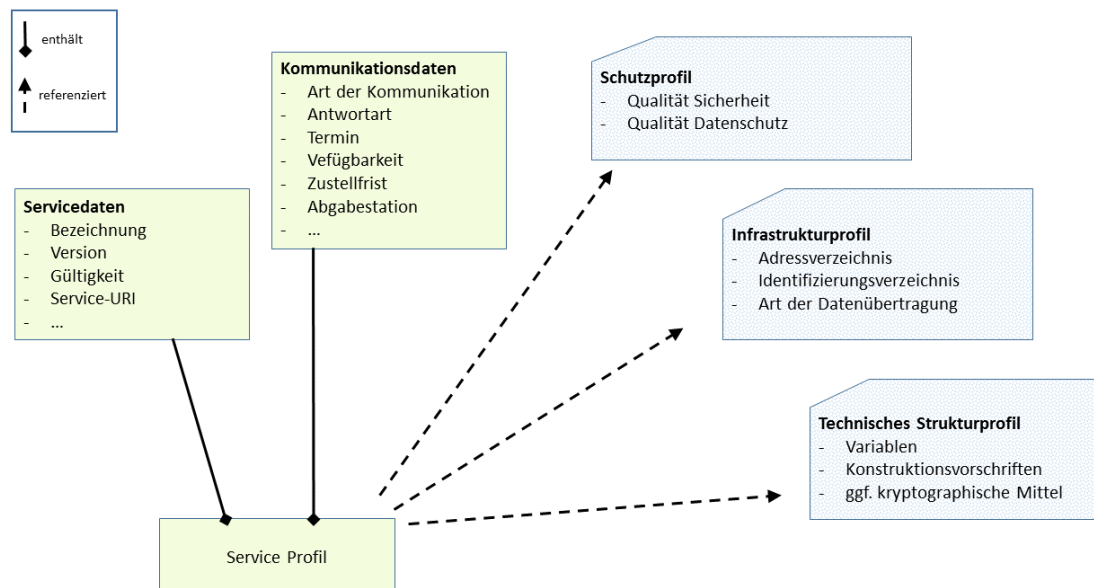 enthält
referenziert
Kommunikationsdaten
- Art der Kommunikation
- Antwortart
- Termin
- Vefügbarkeit
- Zustellfrist
- Abgabestation
- ...
Servicedaten
- Bezeichnung
- Version
- Gültigkeit
- Service-URI
- ...
Schutzprofil
- Qualität Sicherheit
- Qualität Datenschutz
Infrastrukturprofil
- Adressverzeichnis
- Identifizierungsverzeichnis
- Art der Datenübertragung
Technisches Strukturprofil
- Variablen
- Konstruktionsvorschriften
- ggf. kryptographische Mittel
Service Profil